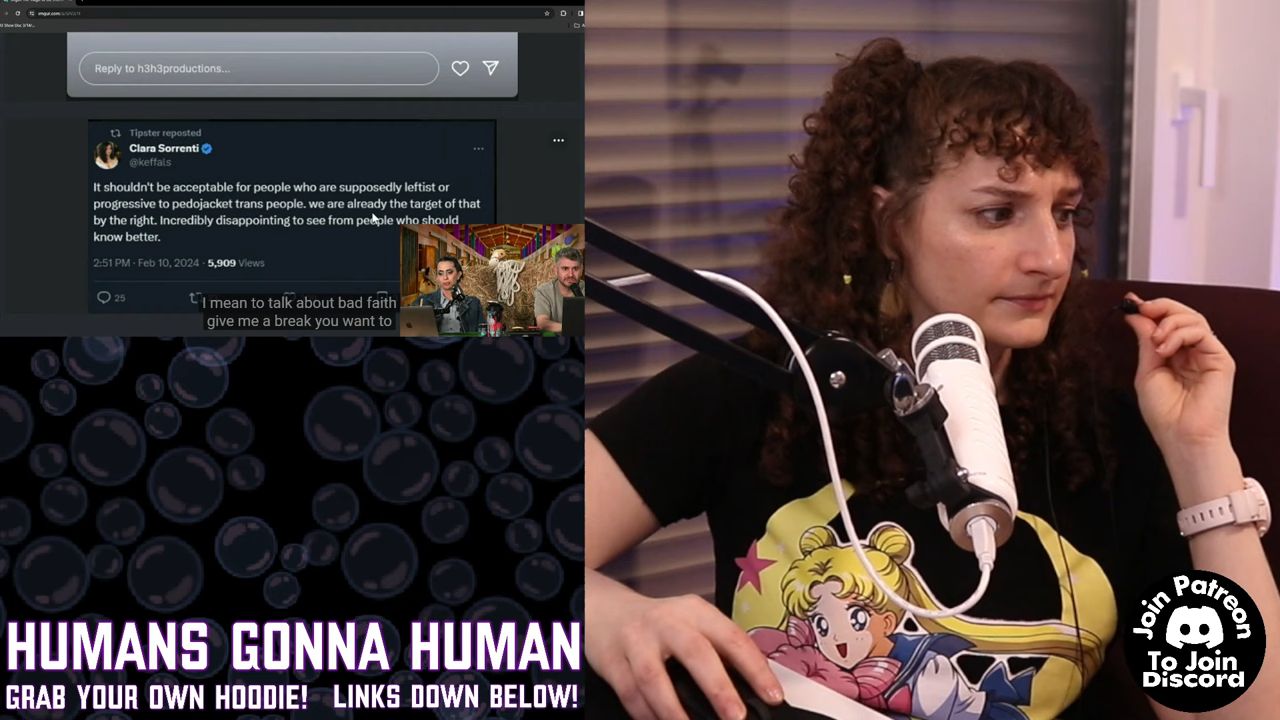 Reply to h3h3productions...
Tipster reposted
Clara Sorrenti
@keffals
It shouldn't be acceptable for people who are supposedly leftist or
progressive to pedojacket trans people. we are already the target of that
by the right. Incredibly disappointing to see from people who should
know better.
2:51 PM · Feb 10, 2024 · 5,909 Views
25
I mean to talk about bad faith
give me a break you want to
HUMANS GONNA HUMAN
GRAB YOUR OWN HOODIE! LINKS DOWN BELOW!
Join Patreon
To Join
Discord